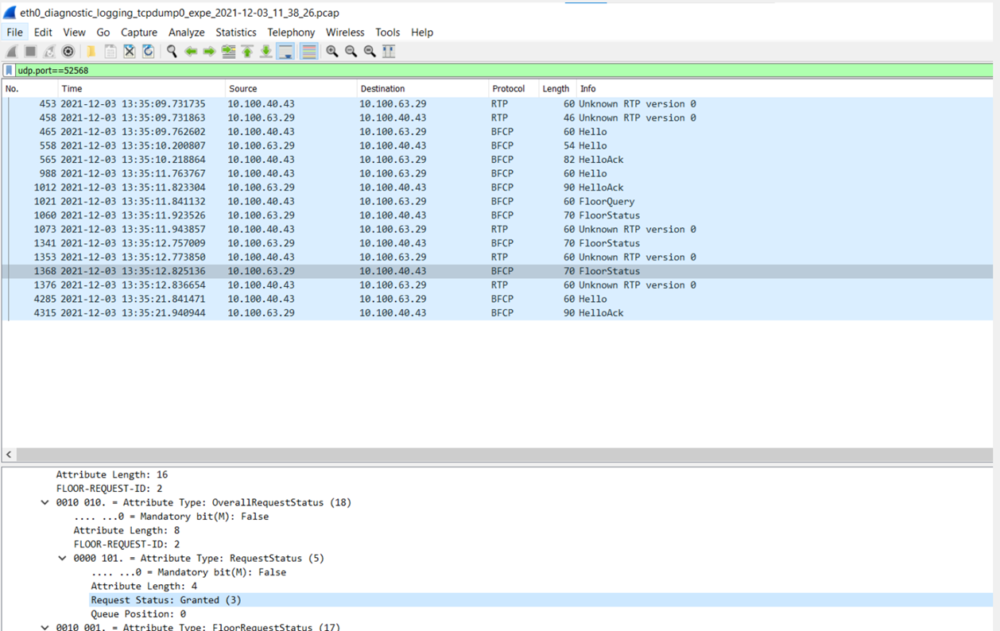 eth0_diagnostic_logging_tcpdump0_expe_2021-12-03_11_38_26.pcap
File Edit View Go Capture Analyze Statistics Telephony Wireless Tools Help
udp.port==52568
No. Time Source Destination Protocol Length Info
453 2021-12-03 13:35:09.731735 10.100.40.43 10.100.63.29 RTP 60 Unknown RTP version 0
458 2021-12-03 13:35:09.731863 10.100.63.29 10.100.40.43 RTP 46 Unknown RTP version 0
465 2021-12-03 13:35:09.762602 10.100.40.43 10.100.63.29 BFCP 60 Hello
558 2021-12-03 13:35:10.200807 10.100.63.29 10.100.40.43 BFCP 54 Hello
565 2021-12-03 13:35:10.218864 10.100.40.43 10.100.63.29 BFCP 82 HelloAck
988 2021-12-03 13:35:11.763767 10.100.40.43 10.100.63.29 BFCP 60 Hello
1012 2021-12-03 13:35:11.823304 10.100.63.29 10.100.40.43 BFCP 90 HelloAck
1021 2021-12-03 13:35:11.841132 10.100.40.43 10.100.63.29 BFCP 60 FloorQuery
1060 2021-12-03 13:35:11.923526 10.100.63.29 10.100.40.43 BFCP 70 FloorStatus
1073 2021-12-03 13:35:11.943857 10.100.40.43 10.100.63.29 RTP 60 Unknown RTP version 0
1341 2021-12-03 13:35:12.757009 10.100.63.29 10.100.40.43 BFCP 70 FloorStatus
1353 2021-12-03 13:35:12.773850 10.100.40.43 10.100.63.29 RTP 60 Unknown RTP version 0
1368 2021-12-03 13:35:12.825136 10.100.63.29 10.100.40.43 BFCP 70 FloorStatus
1376 2021-12-03 13:35:12.836654 10.100.40.43 10.100.63.29 RTP 60 Unknown RTP version 0
4285 2021-12-03 13:35:21.841471 10.100.40.43 10.100.63.29 BFCP 60 Hello
4315 2021-12-03 13:35:21.940944 10.100.63.29 10.100.40.43 BFCP 90 HelloAck
Attribute Length: 16
FLOOR-REQUEST-ID: 2
0010 010. = Attribute Type: OverallRequestStatus (18)
.... ...0 = Mandatory bit(M): False
Attribute Length: 8
FLOOR-REQUEST-ID: 2
0000 101. = Attribute Type: RequestStatus (5)
.... ...0 = Mandatory bit(M): False
Attribute Length: 4
Request Status: Granted (3)
Queue Position: 0
0010 001. = Attribute Type: FloorRequestStatus (17)